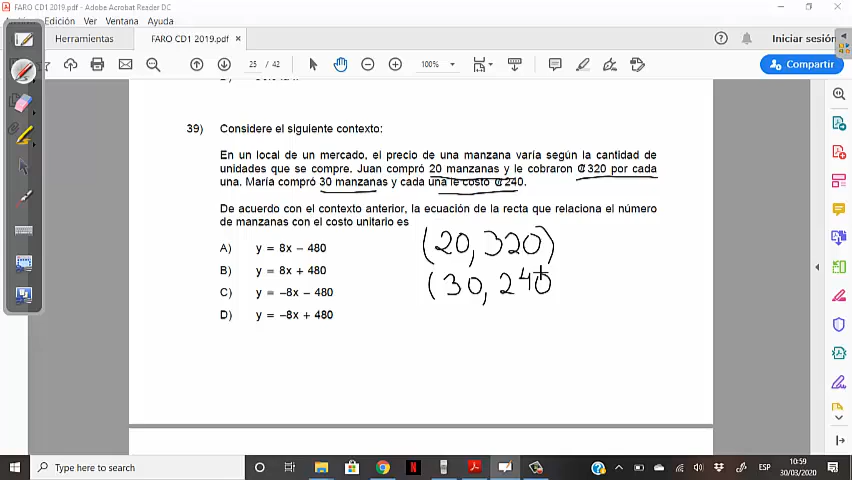 FARO CD1 2019.pdf - Adobe Acrobat Reader DC
Edición Ver Ventana Ayuda
Herramientas FARO CD1 2019.pdf × Iniciar sesión
25 / 42 100% Compartir
39) Considere el siguiente contexto:
En un local de un mercado, el precio de una manzana varía según la cantidad de
unidades que se compre. Juan compró 20 manzanas y le cobraron ₡320 por cada
una. María compró 30 manzanas y cada una le costó ₡240.
De acuerdo con el contexto anterior, la ecuación de la recta que relaciona el número
de manzanas con el costo unitario es
A) y = 8x – 480
B) y = 8x + 480
C) y = –8x – 480
D) y = –8x + 480
(20, 320)
(30, 240
Type here to search
ESP
10:59
30/03/2020